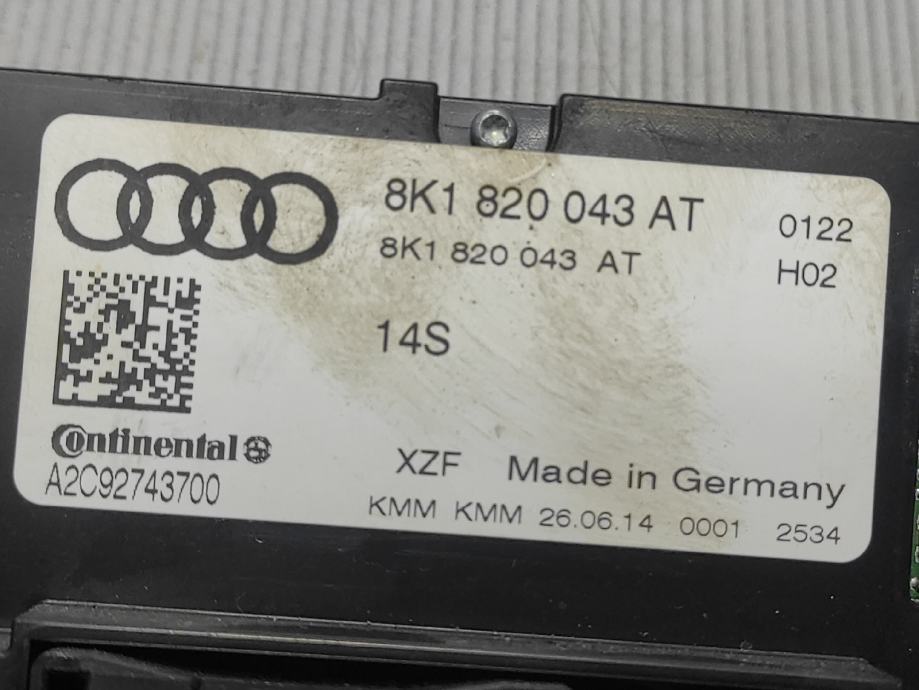 8K1 820 043 AT 0122
8K1 820 043 AT H02
14S
Continental
A2C92743700
XZF Made in Germany
KMM KMM 26.06.14 0001 2534